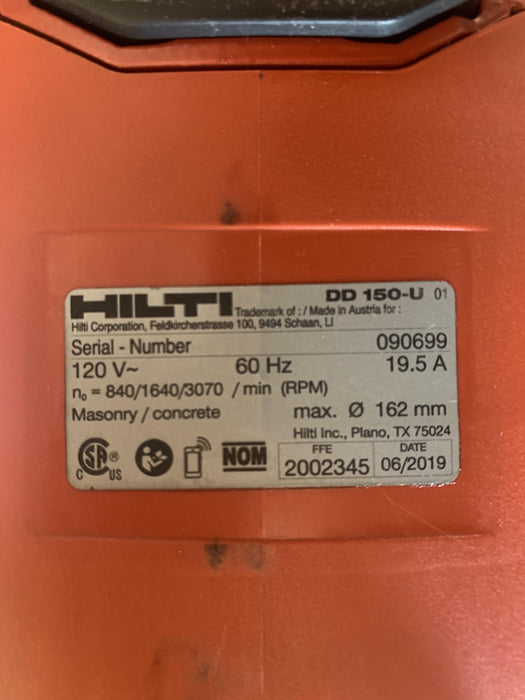 HILTI DD 150-U 01
Trademark of : / Made in Austria for :
Hilti Corporation, Feldkircherstrasse 100, 9494 Schaan, LI
Serial - Number 090699
120 V~ 60 Hz 19.5 A
n₀ = 840/1640/3070 / min (RPM)
Masonry / concrete max. Ø 162 mm
Hilti Inc., Plano, TX 75024
CSA ® C US NOM FFE 2002345 DATE 06/2019